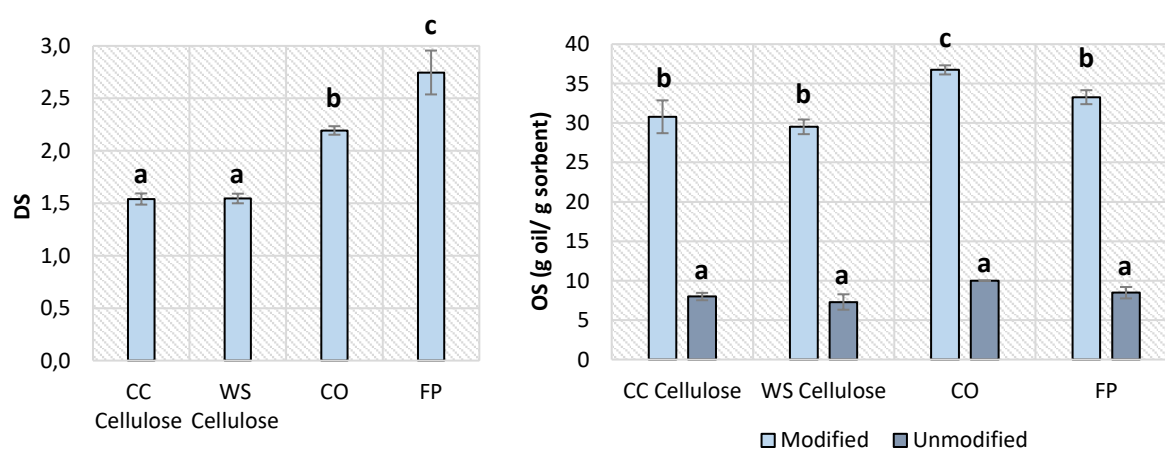 3,0
2,5
2,0
1,5
1,0
0,5
0,0
DS
a
a
b
c
CC Cellulose
WS Cellulose
CO
FP
40
35
30
25
20
15
10
5
0
OS (g oil/ g sorbent)
b
a
b
a
c
a
b
a
CC Cellulose
WS Cellulose
CO
FP
Modified
Unmodified